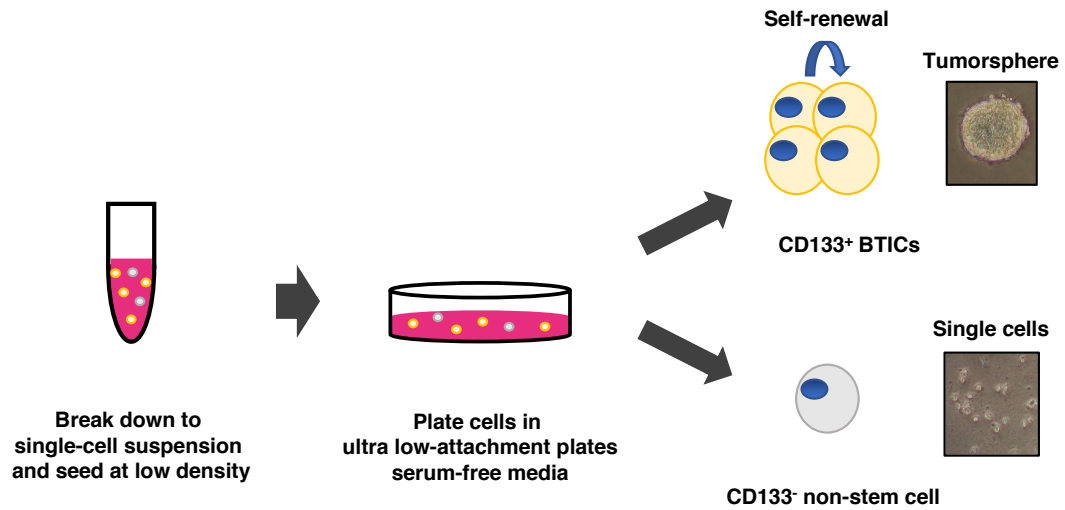 Self-renewal
Tumorsphere
CD133⁺ BTICs
Single cells
Break down to
single-cell suspension
and seed at low density
Plate cells in
ultra low-attachment plates
serum-free media
CD133⁻ non-stem cell